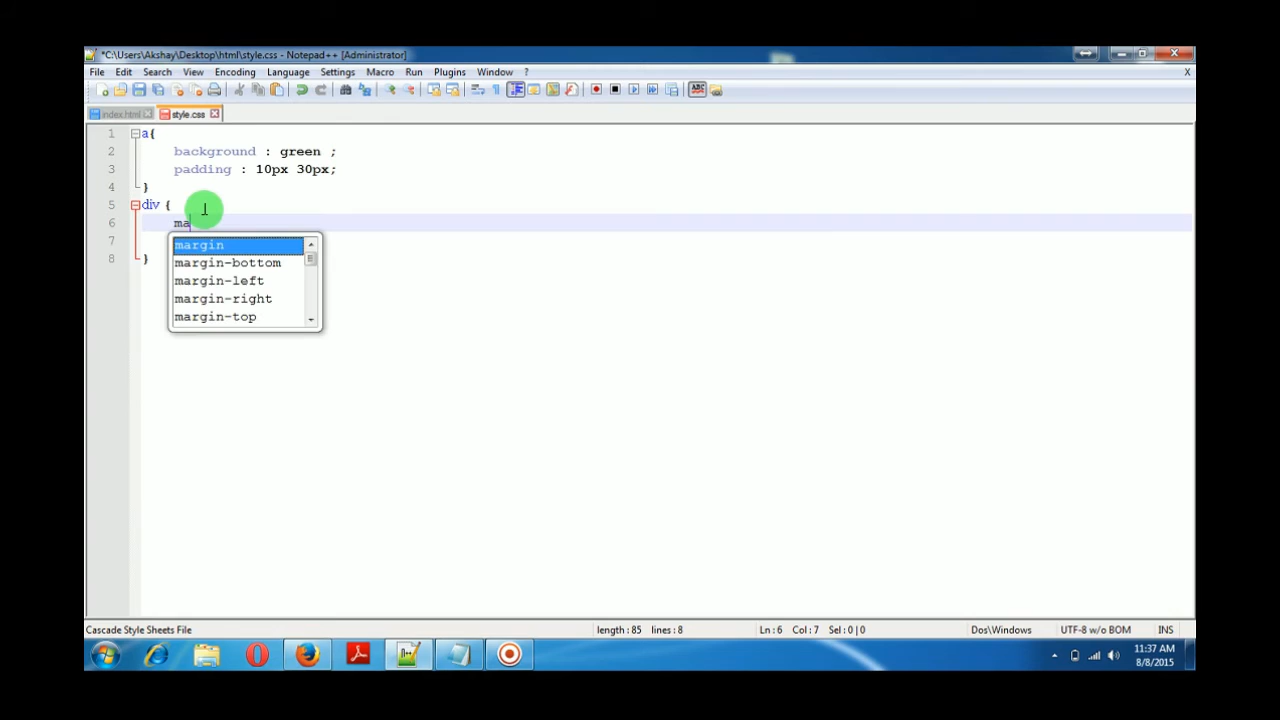 *C:\Users\Akshay\Desktop\html\style.css - Notepad++ [Administrator]
File Edit Search View Encoding Language Settings Macro Run Plugins Window ? X
index.html style.css
1 a{
2 background : green ;
3 padding : 10px 30px;
4 }
5 div {
6 ma
7
8 }
margin
margin-bottom
margin-left
margin-right
margin-top
Cascade Style Sheets File length : 85 lines : 8 Ln : 6 Col : 7 Sel : 0 | 0 Dos\Windows UTF-8 w/o BOM INS
11:37 AM
8/8/2015